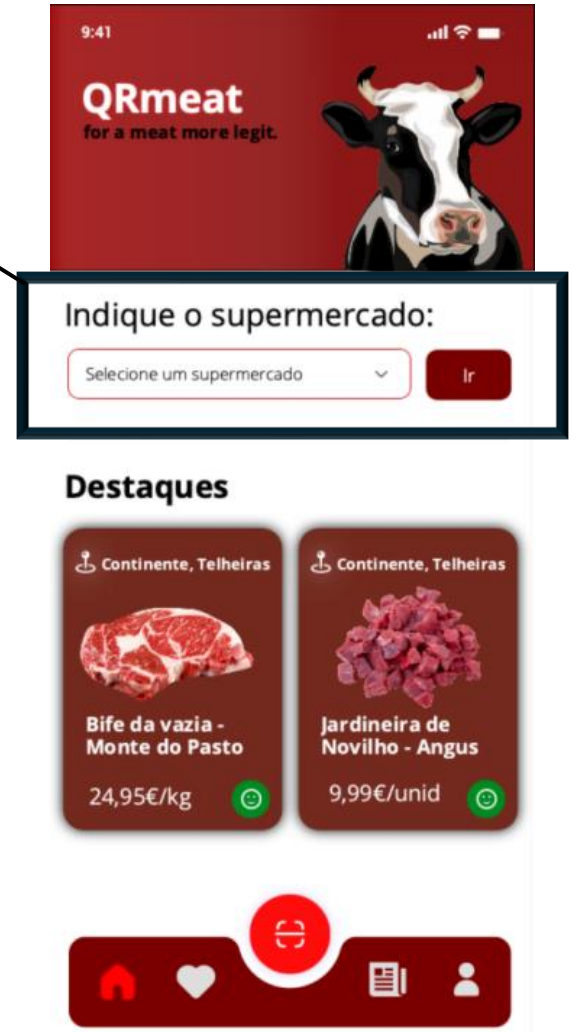 9:41
QRmeat
for a meat more legit.
Indique o supermercado:
Selecione um supermercado
Ir
Destaques
Continente, Telheiras
Bife da vazia -
Monte do Pasto
24,95€/kg
Continente, Telheiras
Jardineira de
Novilho - Angus
9,99€/unid